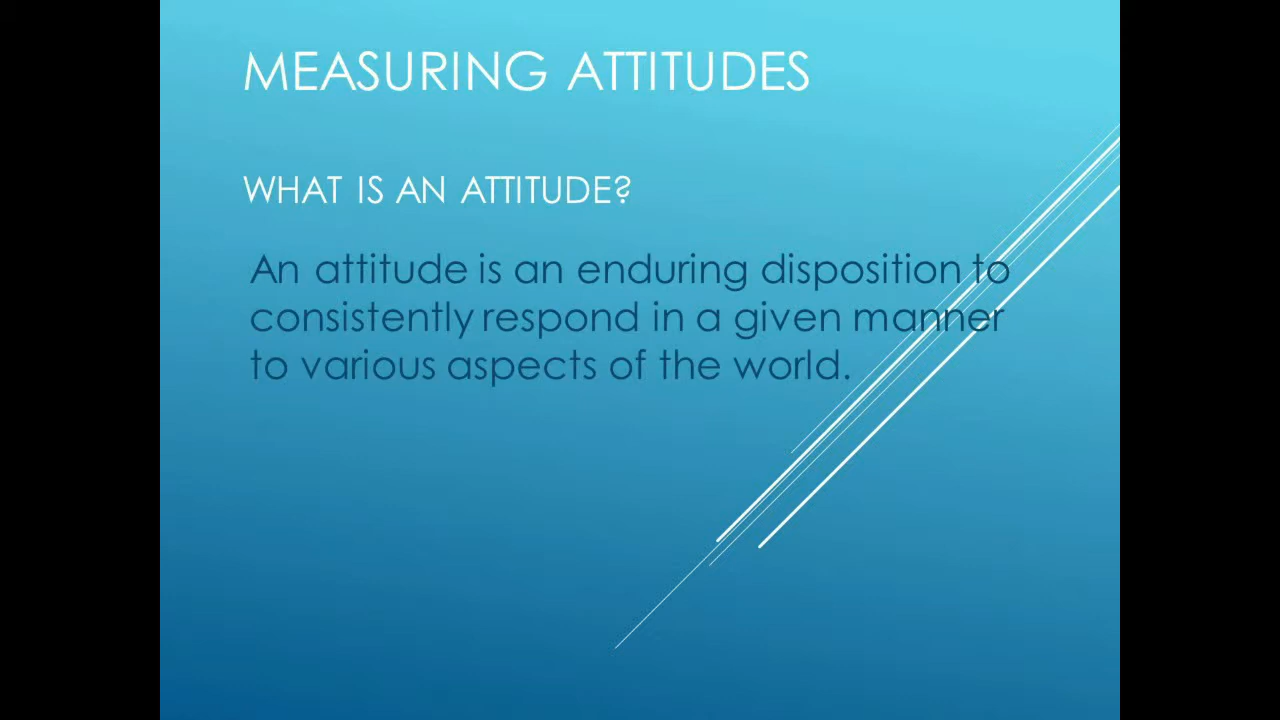 MEASURING ATTITUDES
WHAT IS AN ATTITUDE?
An attitude is an enduring disposition to
consistently respond in a given manner
to various aspects of the world.